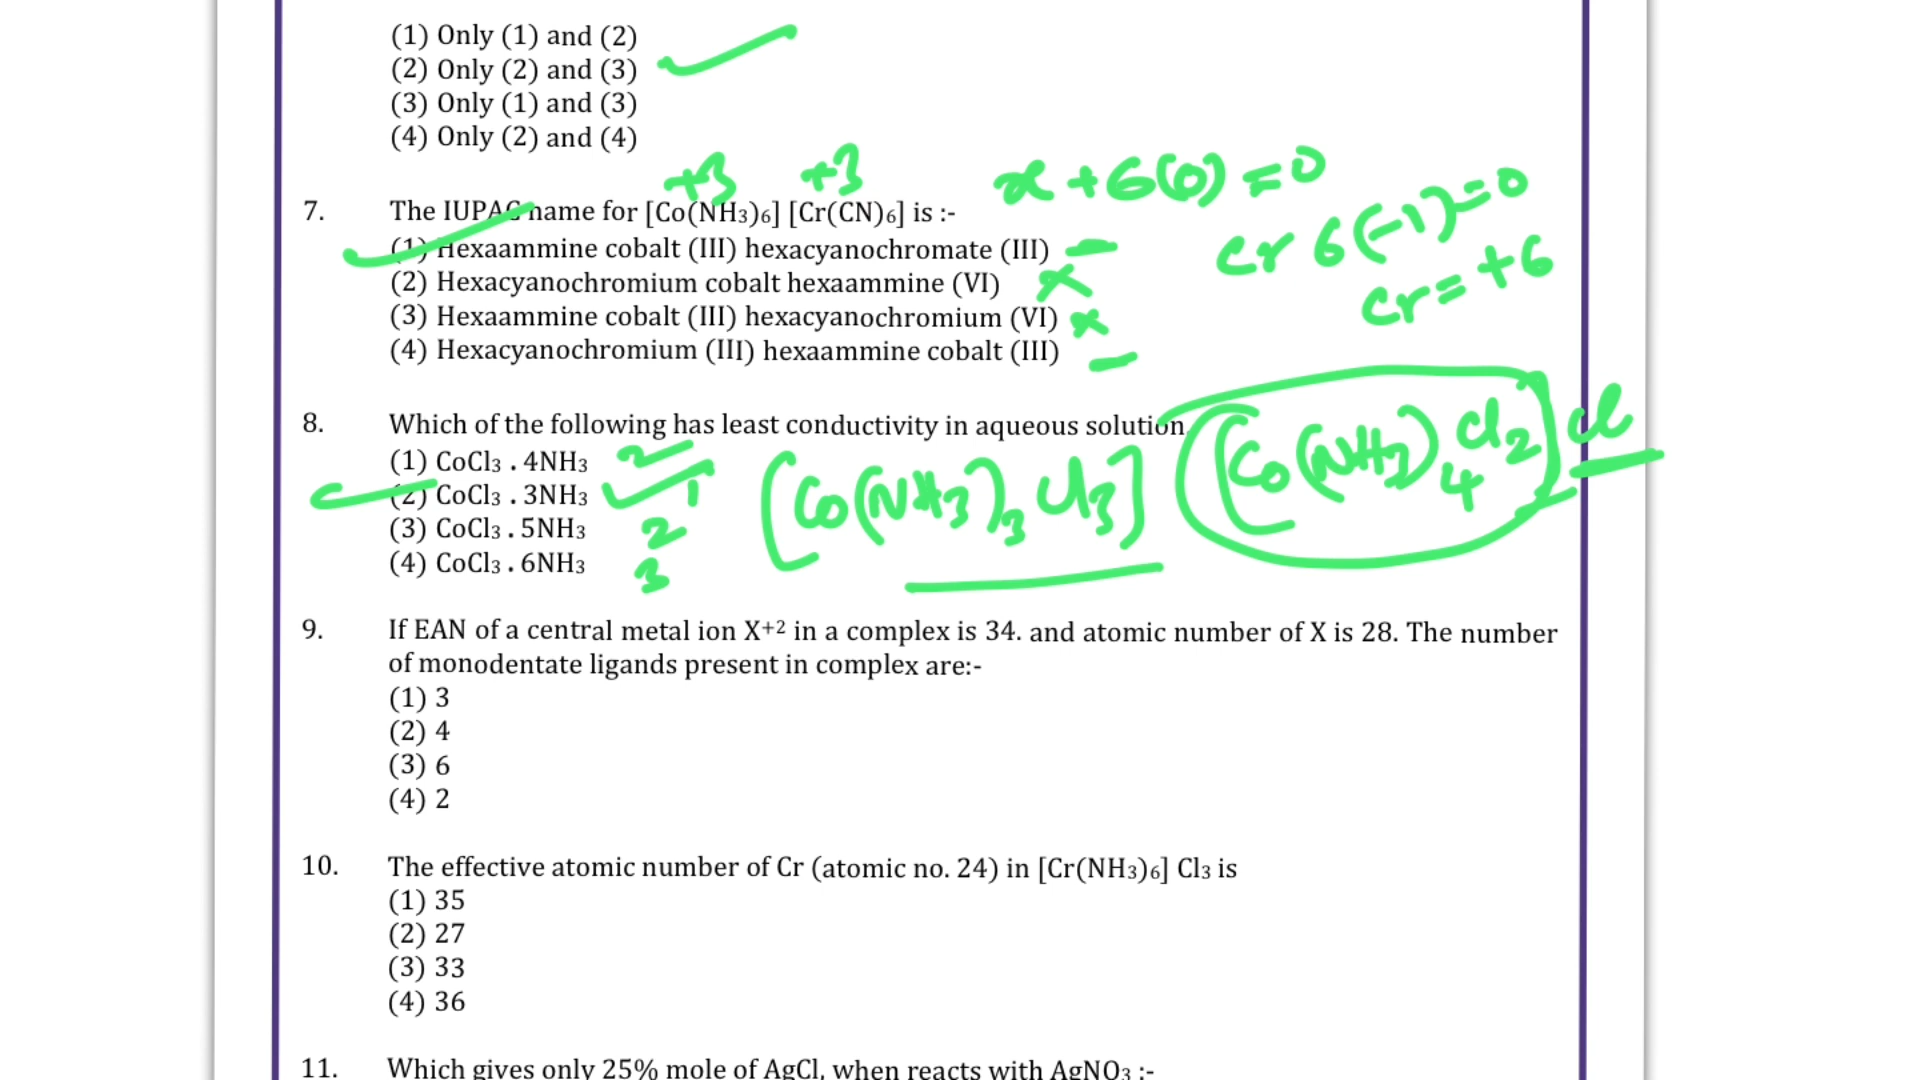 (1) Only (1) and (2)
(2) Only (2) and (3)
(3) Only (1) and (3)
(4) Only (2) and (4)
+3 +3 x+6(0)=0
7. The IUPAC name for [Co(NH3)6] [Cr(CN)6] is :-
Cr 6(-1)=0
(1) Hexaammine cobalt (III) hexacyanochromate (III)
Cr=+6
(2) Hexacyanochromium cobalt hexaammine (VI) x
(3) Hexaammine cobalt (III) hexacyanochromium (VI) x
(4) Hexacyanochromium (III) hexaammine cobalt (III)
8. Which of the following has least conductivity in aqueous solution.
(1) CoCl3 . 4NH3 2
(2) CoCl3 . 3NH3 1 [Co(NH3)3 Cl3] [Co(NH3)4 Cl2]Cl
(3) CoCl3 . 5NH3 2
(4) CoCl3 . 6NH3 3
9. If EAN of a central metal ion X+2 in a complex is 34. and atomic number of X is 28. The number
of monodentate ligands present in complex are:-
(1) 3
(2) 4
(3) 6
(4) 2
10. The effective atomic number of Cr (atomic no. 24) in [Cr(NH3)6] Cl3 is
(1) 35
(2) 27
(3) 33
(4) 36
11. Which gives only 25% mole of AgCl, when reacts with AgNO3 :-